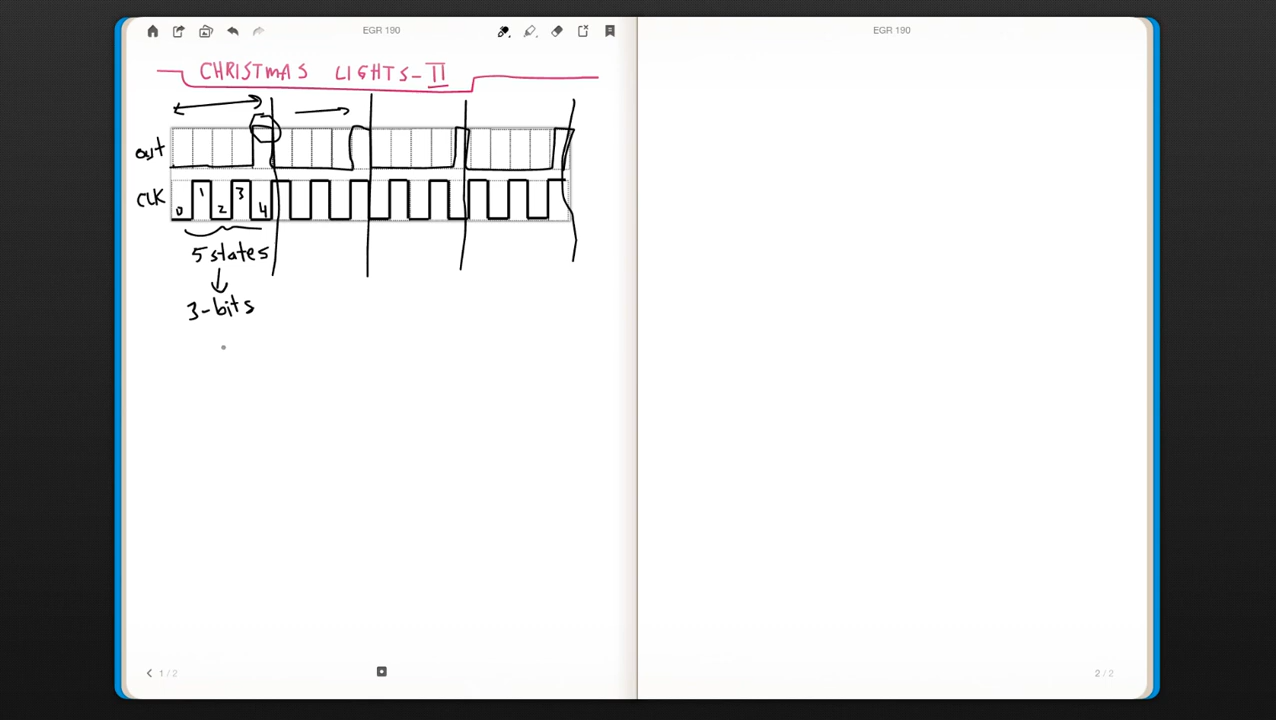 EGR 190
EGR 190
CHRISTMAS LIGHTS-II
out
CLK
0 1 2 3 4
5 states
3-bits
1 / 2
2 / 2